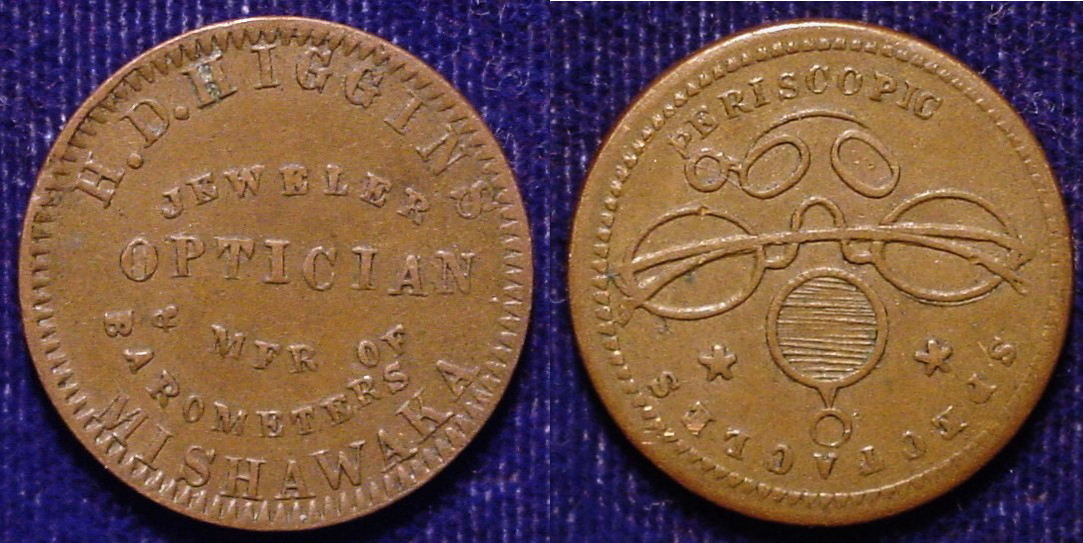 H.D. HIGGINS
JEWELER
OPTICIAN
& MFR OF
BAROMETERS
MISHAWAKA
PERISCOPIC
SPECTACLES